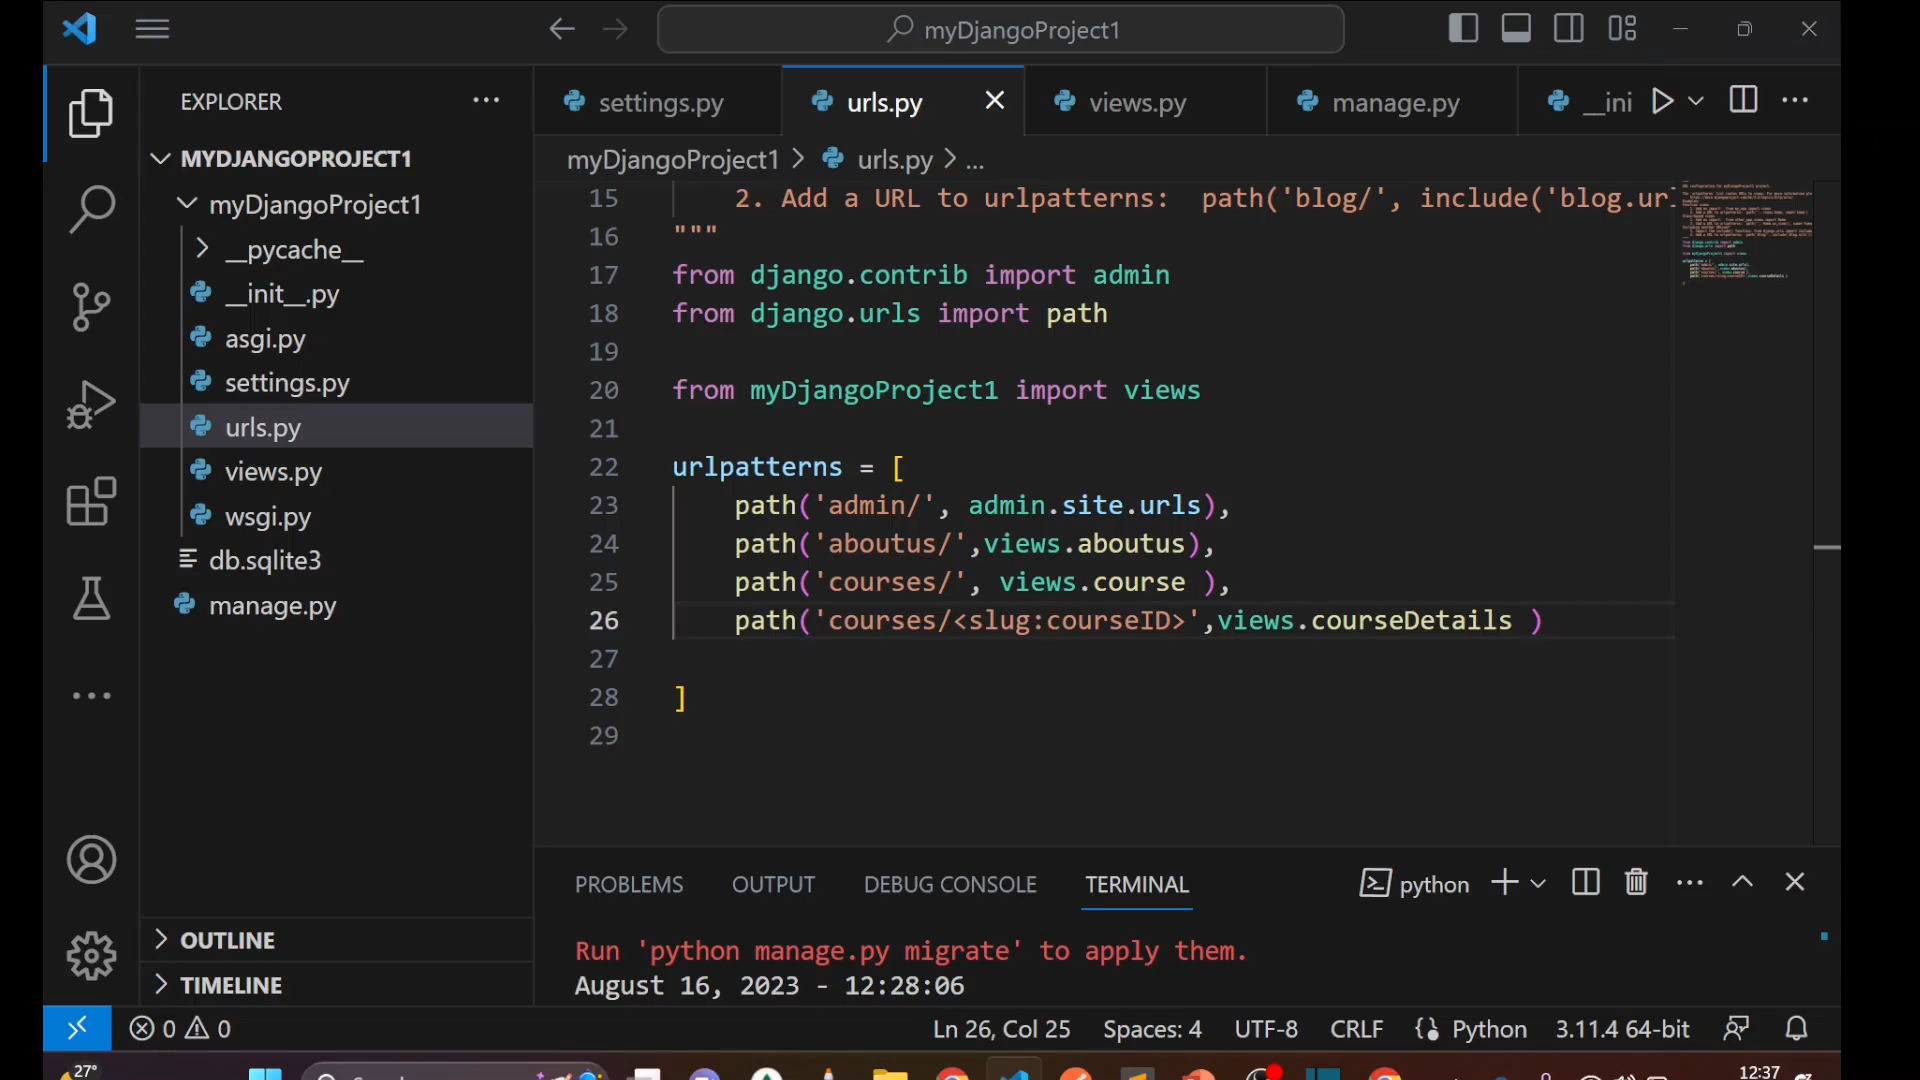 myDjangoProject1
EXPLORER
settings.py
urls.py
views.py
manage.py
__ini
MYDJANGOPROJECT1
myDjangoProject1
__pycache__
__init__.py
asgi.py
settings.py
urls.py
views.py
wsgi.py
db.sqlite3
manage.py
OUTLINE
TIMELINE
myDjangoProject1 > urls.py > ...
15 2. Add a URL to urlpatterns:  path('blog/', include('blog.ur
16 """
17 from django.contrib import admin
18 from django.urls import path
19
20 from myDjangoProject1 import views
21
22 urlpatterns = [
23     path('admin/', admin.site.urls),
24     path('aboutus/',views.aboutus),
25     path('courses/', views.course ),
26     path('courses/<slug:courseID>',views.courseDetails )
27
28 ]
29
PROBLEMS OUTPUT DEBUG CONSOLE TERMINAL python
Run 'python manage.py migrate' to apply them.
August 16, 2023 - 12:28:06
0 0 Ln 26, Col 25 Spaces: 4 UTF-8 CRLF Python 3.11.4 64-bit
27° 12:37